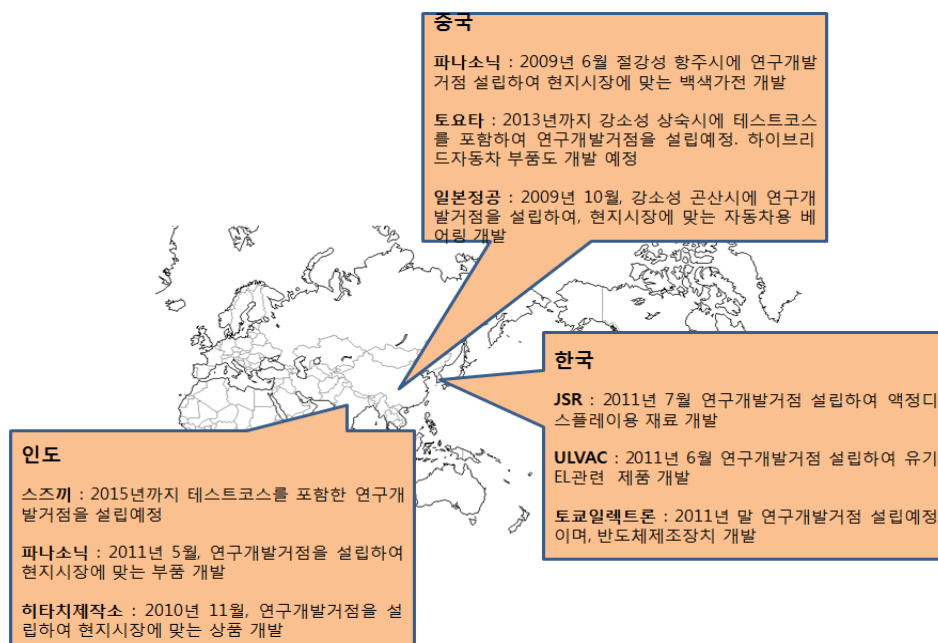 중국
파나소닉 : 2009년 6월 절강성 항주시에 연구개발
거점 설립하여 현지시장에 맞는 백색가전 개발
토요타 : 2013년까지 강소성 상숙시에 테스트코스
를 포함하여 연구개발거점을 설립예정. 하이브리
드자동차 부품도 개발 예정
일본정공 : 2009년 10월, 강소성 곤산시에 연구개
발거점을 설립하여, 현지시장에 맞는 자동차용 베
어링 개발
한국
JSR : 2011년 7월 연구개발거점 설립하여 액정디
스플레이용 재료 개발
ULVAC : 2011년 6월 연구개발거점 설립하여 유기
EL관련 제품 개발
토쿄일렉트론 : 2011년 말 연구개발거점 설립예정
이며, 반도체제조장치 개발
인도
스즈끼 : 2015년까지 테스트코스를 포함한 연구개
발거점을 설립예정
파나소닉 : 2011년 5월, 연구개발거점을 설립하여
현지시장에 맞는 부품 개발
히타치제작소 : 2010년 11월, 연구개발거점을 설
립하여 현지시장에 맞는 상품 개발